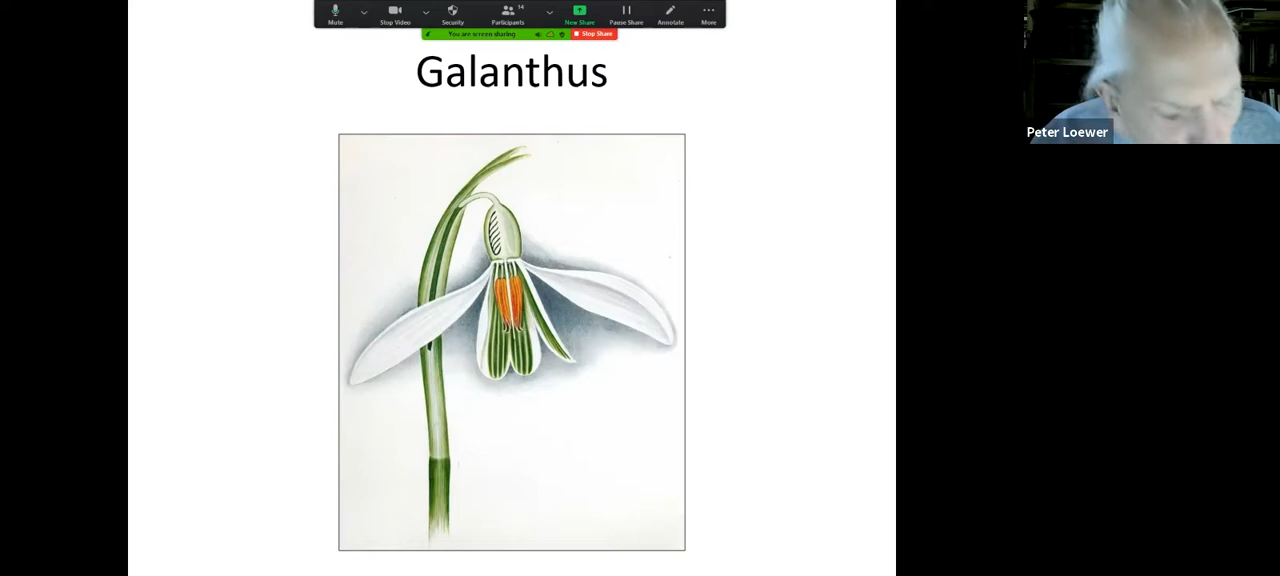 14
Mute
Stop Video
Security
Participants
New Share
Pause Share
Annotate
More
You are screen sharing
Stop Share
Galanthus
Peter Loewer